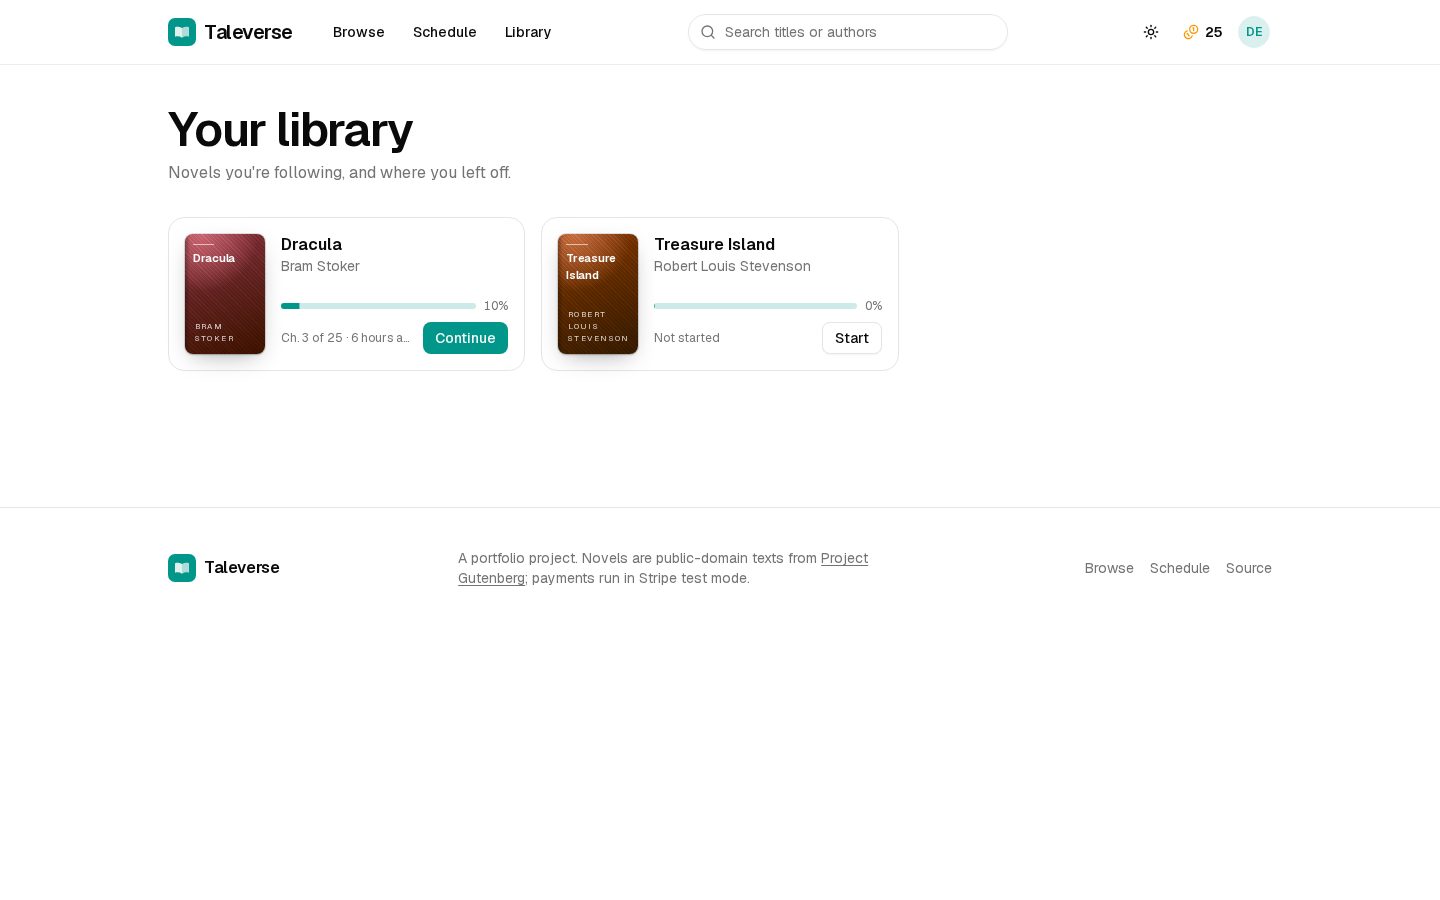 Taleverse
Browse
Schedule
Library
Search titles or authors
25
DE
Your library
Novels you're following, and where you left off.
Dracula
BRAM
STOKER
Dracula
Bram Stoker
10%
Ch. 3 of 25 · 6 hours a...
Continue
Treasure
Island
ROBERT
LOUIS
STEVENSON
Treasure Island
Robert Louis Stevenson
0%
Not started
Start
Taleverse
A portfolio project. Novels are public-domain texts from Project
Gutenberg; payments run in Stripe test mode.
Browse
Schedule
Source